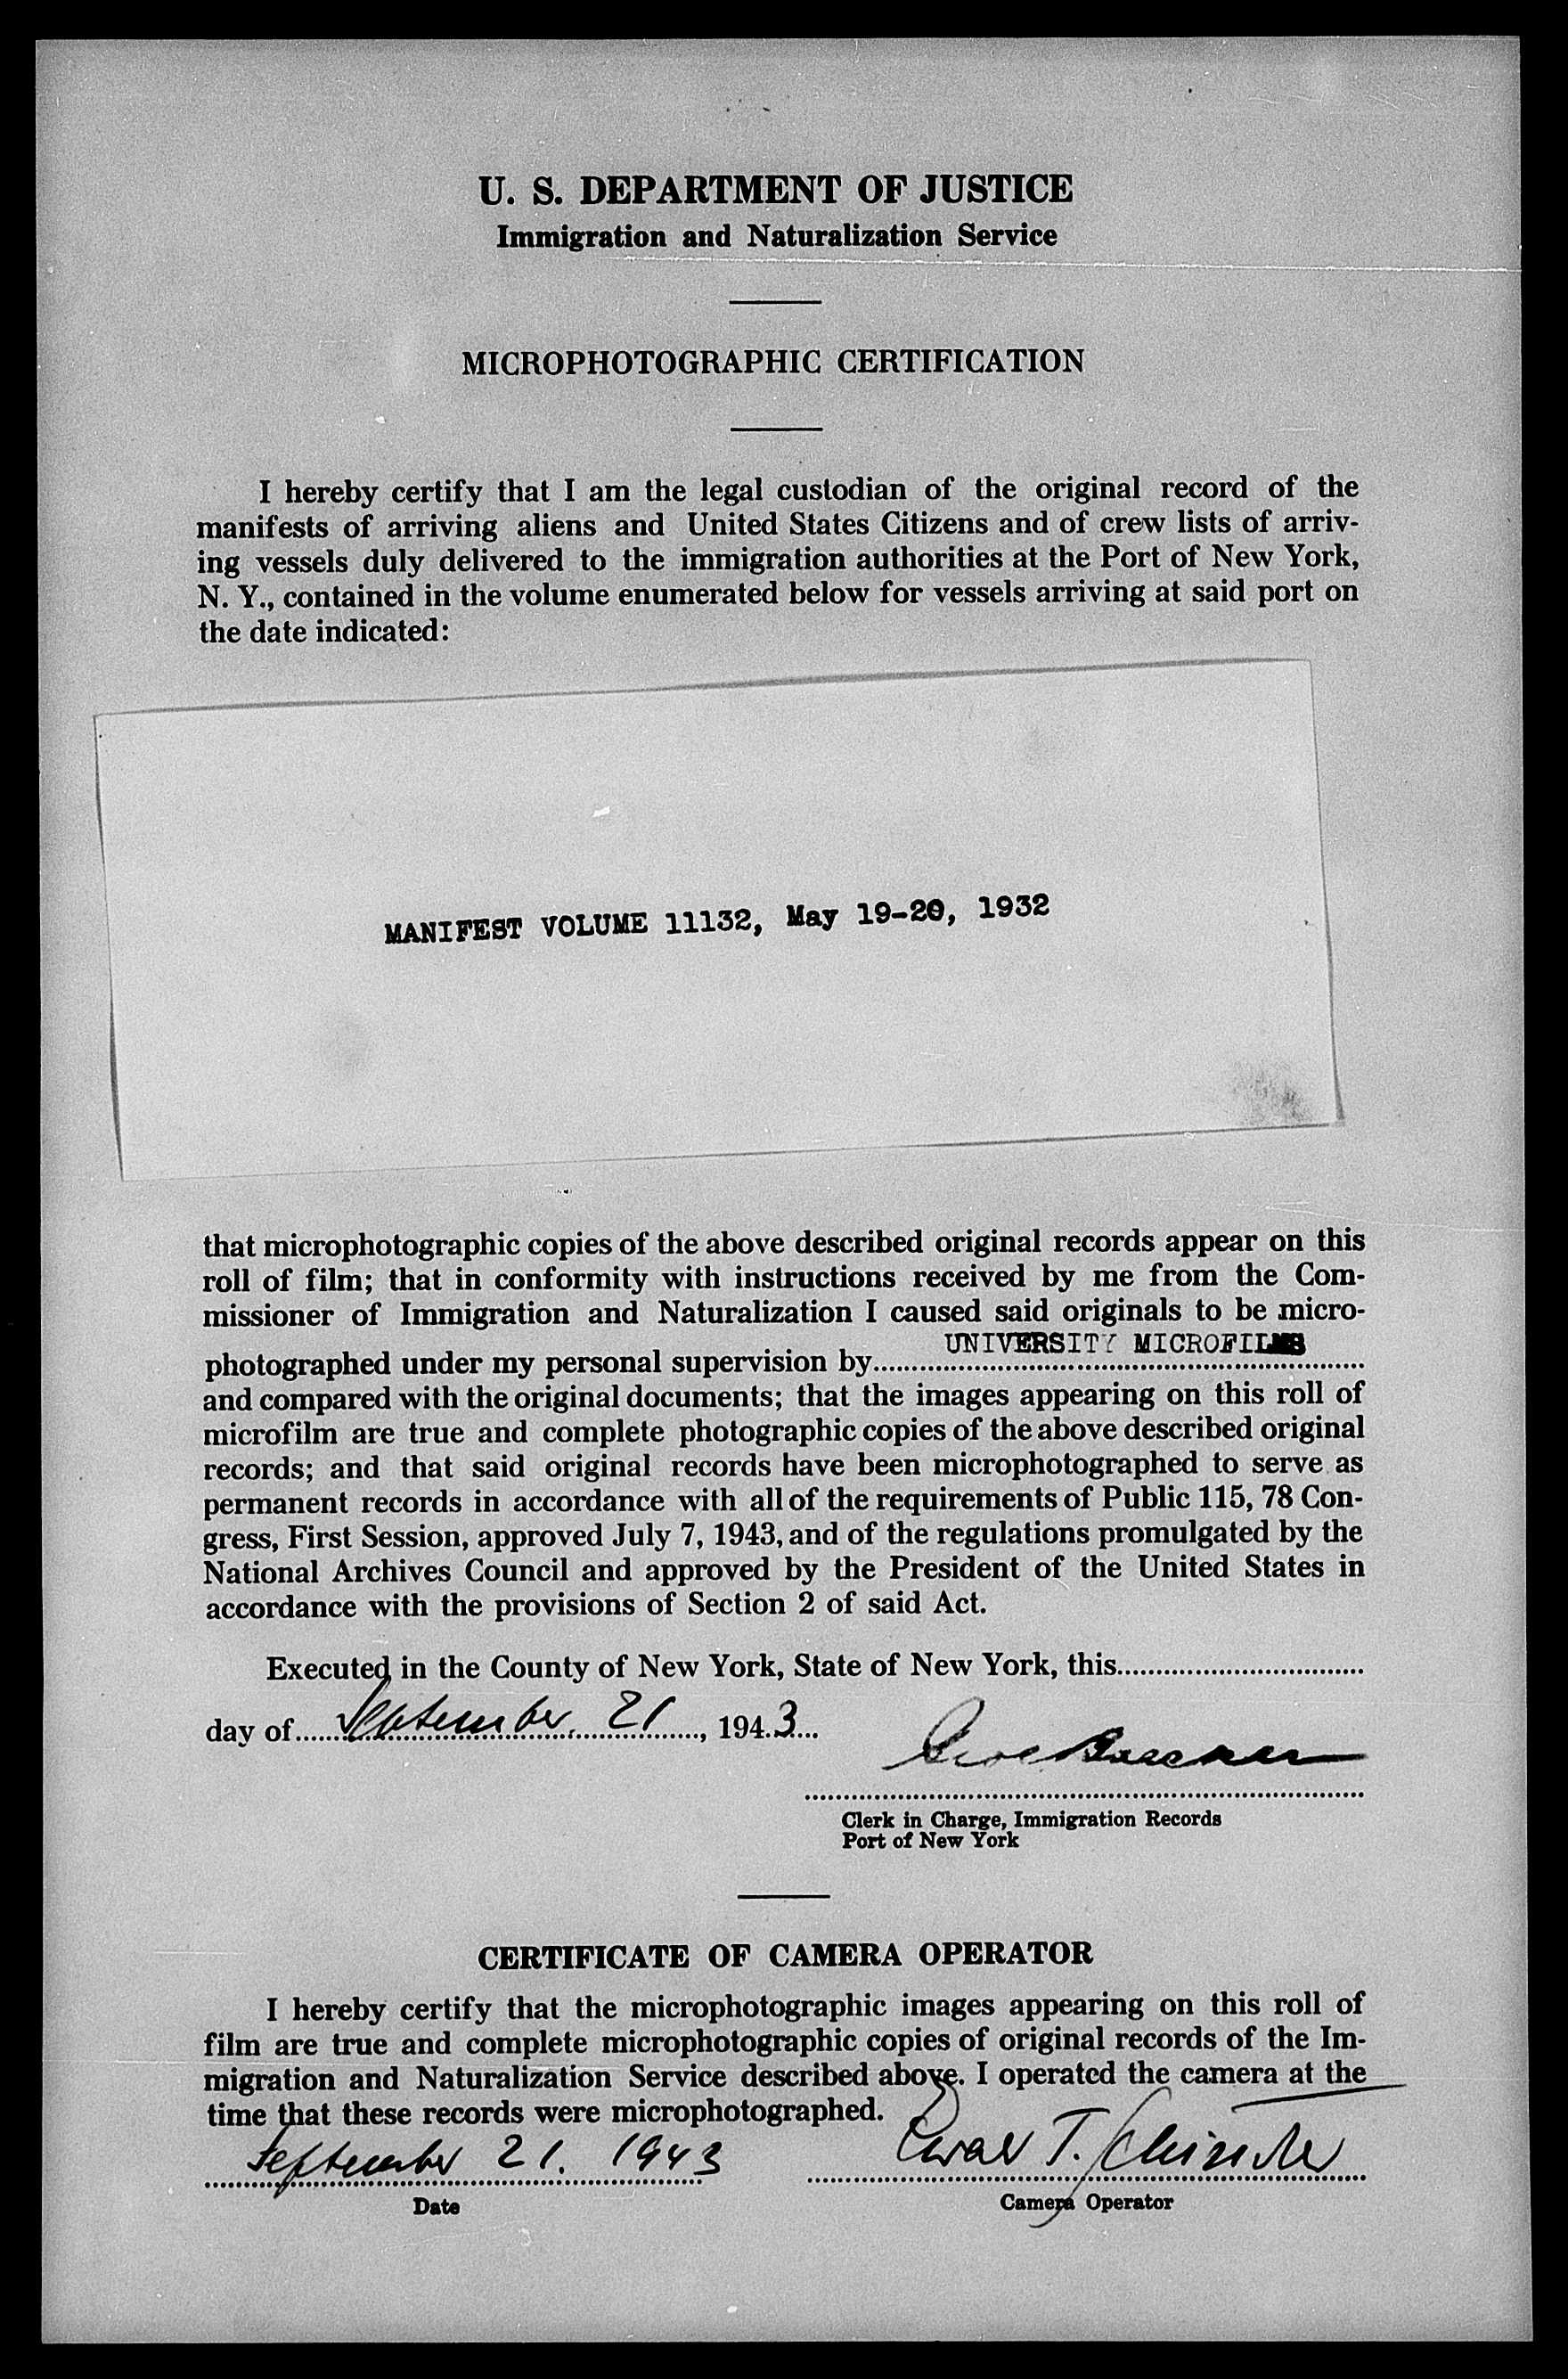 U. S. DEPARTMENT OF JUSTICE
Immigration and Naturalization Service
MICROPHOTOGRAPHIC CERTIFICATION
I hereby certify that I am the legal custodian of the original record of the
manifests of arriving aliens and United States Citizens and of crew lists of arriv-
ing vessels duly delivered to the immigration authorities at the Port of New York,
N. Y., contained in the volume enumerated below for vessels arriving at said port on
the date indicated:
MANIFEST VOLUME 11132, May 19-20, 1932
that microphotographic copies of the above described original records appear on this
roll of film; that in conformity with instructions received by me from the Com-
missioner of Immigration and Naturalization I caused said originals to be micro-
photographed under my personal supervision by UNIVERSITY MICROFILMS
and compared with the original documents; that the images appearing on this roll of
microfilm are true and complete photographic copies of the above described original
records; and that said original records have been microphotographed to serve as
permanent records in accordance with all of the requirements of Public 115, 78 Con-
gress, First Session, approved July 7, 1943, and of the regulations promulgated by the
National Archives Council and approved by the President of the United States in
accordance with the provisions of Section 2 of said Act.
Executed in the County of New York, State of New York, this
day of September 21, 1943
Clerk in Charge, Immigration Records
Port of New York
CERTIFICATE OF CAMERA OPERATOR
I hereby certify that the microphotographic images appearing on this roll of
film are true and complete microphotographic copies of original records of the Im-
migration and Naturalization Service described above. I operated the camera at the
time that these records were microphotographed.
September 21. 1943 T.
Date Camera Operator